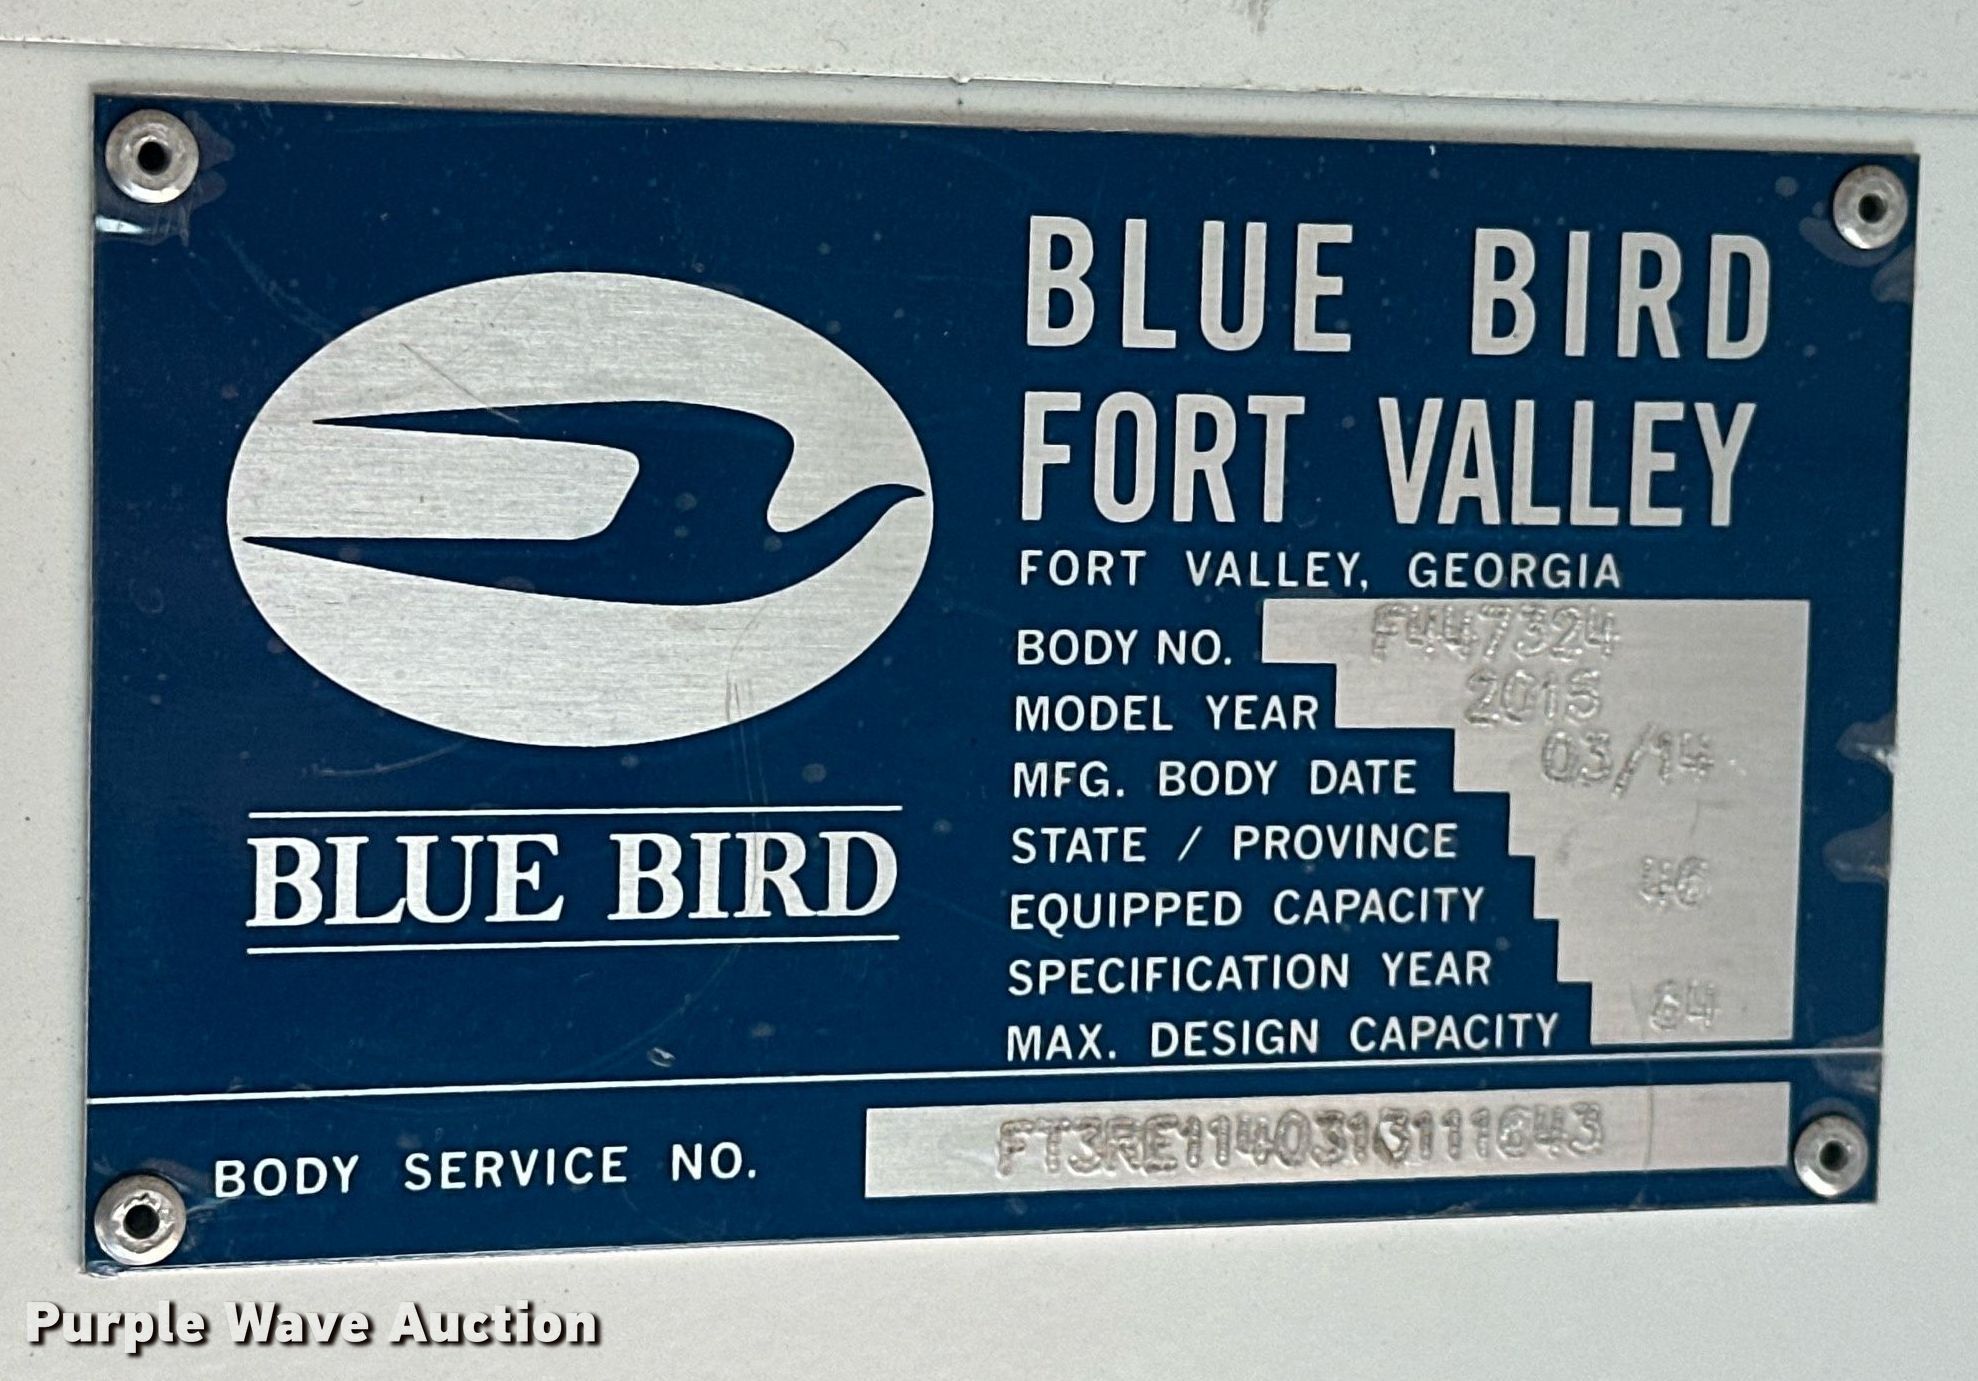 BLUE BIRD
FORT VALLEY
FORT VALLEY, GEORGIA
BODY NO. F447324
MODEL YEAR 2015
MFG. BODY DATE 03/14
STATE / PROVINCE
EQUIPPED CAPACITY 46
SPECIFICATION YEAR
MAX. DESIGN CAPACITY 64
BLUE BIRD
BODY SERVICE NO.
Purple Wave Auction